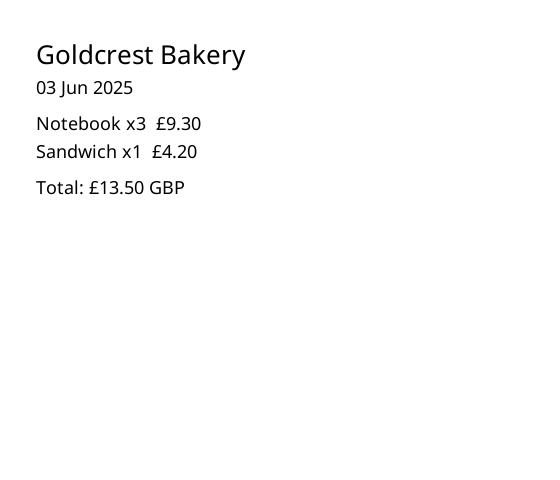 Goldcrest Bakery
03 Jun 2025
Notebook x3  £9.30
Sandwich x1  £4.20
Total: £13.50 GBP